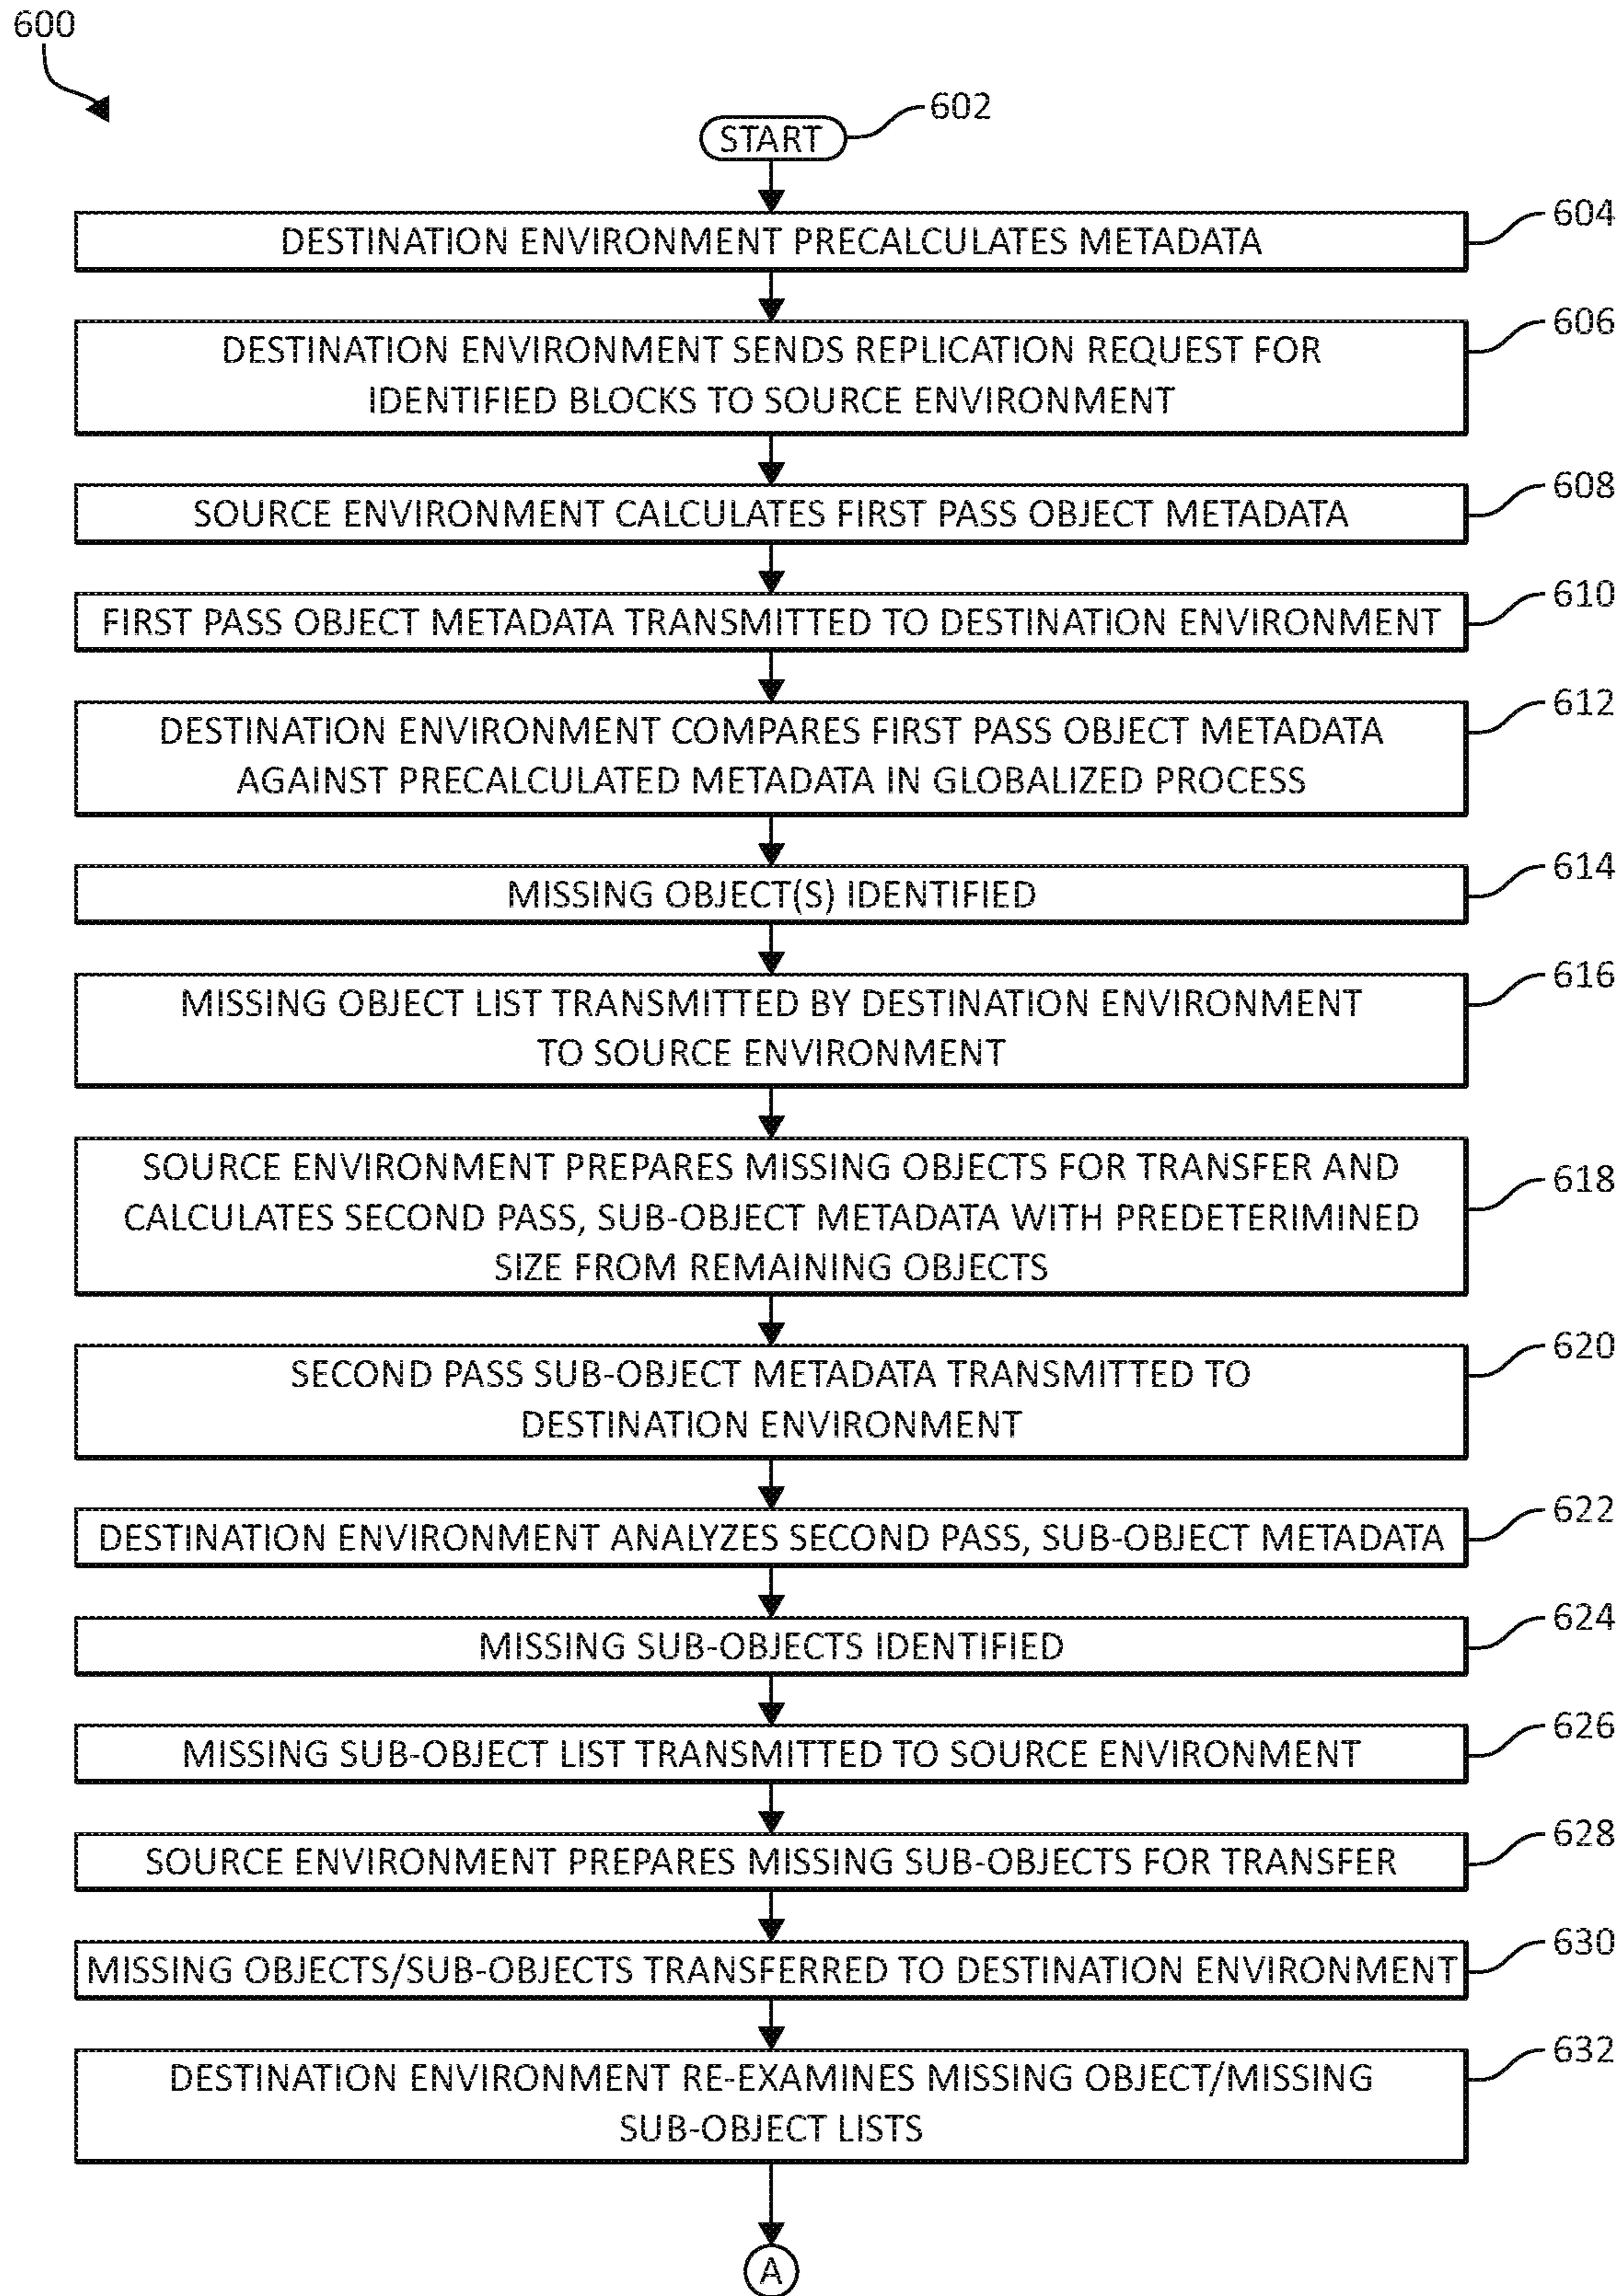 600
START
602
DESTINATION ENVIRONMENT PRECALCULATES METADATA
604
DESTINATION ENVIRONMENT SENDS REPLICATION REQUEST FOR
IDENTIFIED BLOCKS TO SOURCE ENVIRONMENT
606
SOURCE ENVIRONMENT CALCULATES FIRST PASS OBJECT METADATA
608
FIRST PASS OBJECT METADATA TRANSMITTED TO DESTINATION ENVIRONMENT
610
DESTINATION ENVIRONMENT COMPARES FIRST PASS OBJECT METADATA
AGAINST PRECALCULATED METADATA IN GLOBALIZED PROCESS
612
MISSING OBJECT(S) IDENTIFIED
614
MISSING OBJECT LIST TRANSMITTED BY DESTINATION ENVIRONMENT
TO SOURCE ENVIRONMENT
616
SOURCE ENVIRONMENT PREPARES MISSING OBJECTS FOR TRANSFER AND
CALCULATES SECOND PASS, SUB-OBJECT METADATA WITH PREDETERIMINED
SIZE FROM REMAINING OBJECTS
618
SECOND PASS SUB-OBJECT METADATA TRANSMITTED TO
DESTINATION ENVIRONMENT
620
DESTINATION ENVIRONMENT ANALYZES SECOND PASS, SUB-OBJECT METADATA
622
MISSING SUB-OBJECTS IDENTIFIED
624
MISSING SUB-OBJECT LIST TRANSMITTED TO SOURCE ENVIRONMENT
626
SOURCE ENVIRONMENT PREPARES MISSING SUB-OBJECTS FOR TRANSFER
628
MISSING OBJECTS/SUB-OBJECTS TRANSFERRED TO DESTINATION ENVIRONMENT
630
DESTINATION ENVIRONMENT RE-EXAMINES MISSING OBJECT/MISSING
SUB-OBJECT LISTS
632
A